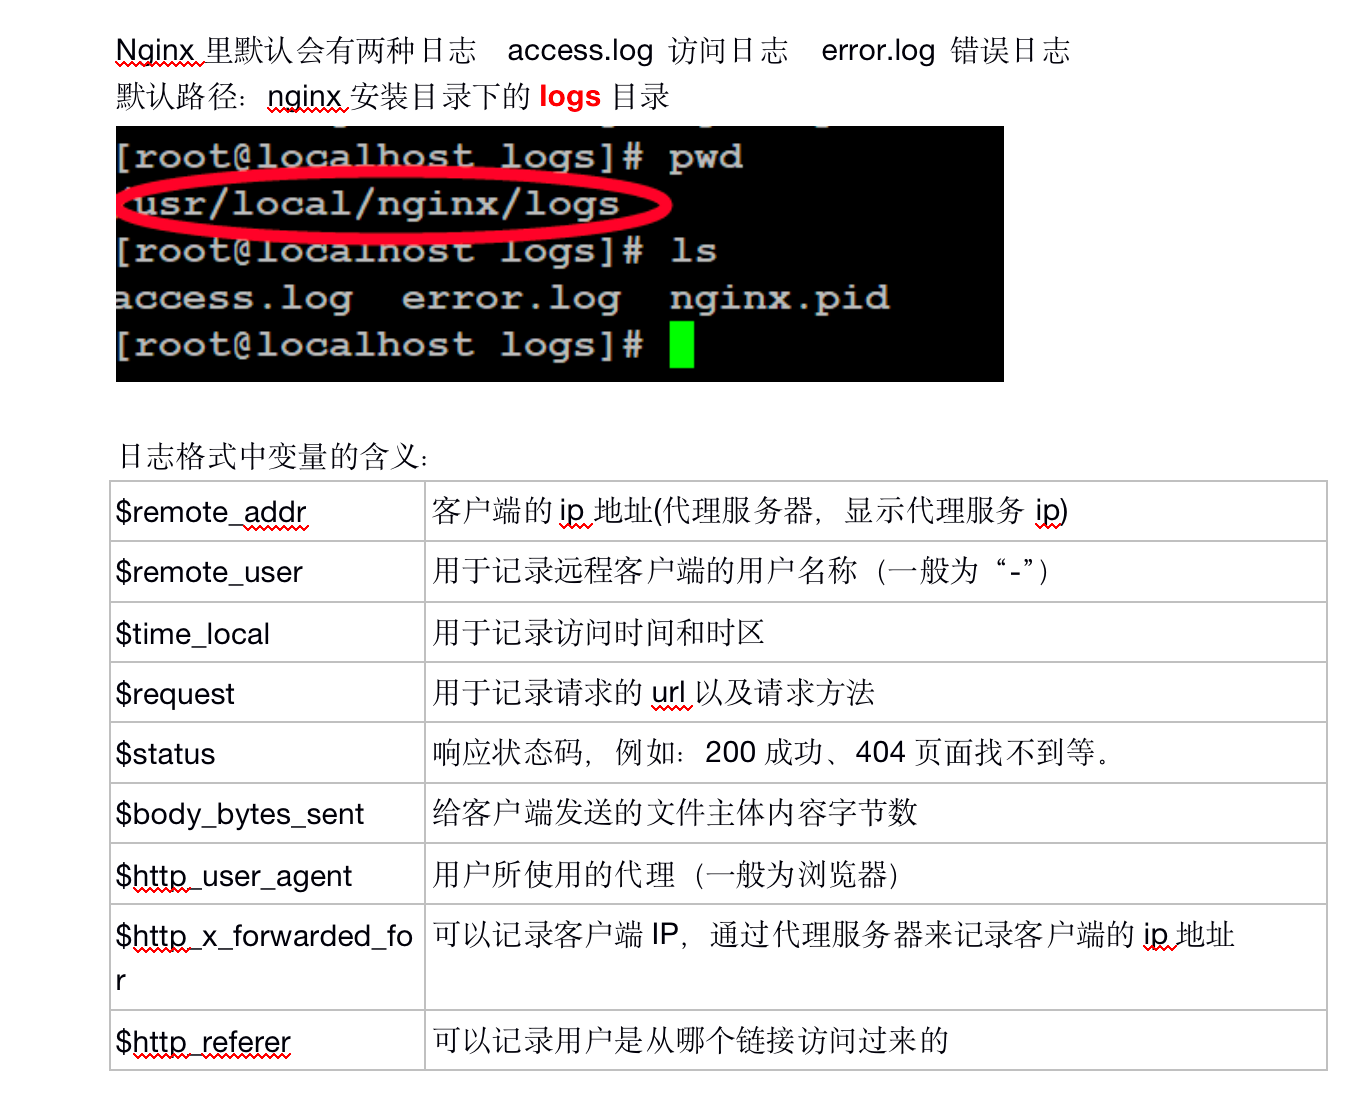 Nginx 里默认会有两种日志 access.log 访问日志 error.log 错误日志
默认路径：nginx 安装目录下的 logs 目录
[root@localhost logs]# pwd
/usr/local/nginx/logs
[root@localhost logs]# ls
access.log error.log nginx.pid
[root@localhost logs]#
日志格式中变量的含义：
$remote_addr 客户端的 ip 地址(代理服务器，显示代理服务 ip)
$remote_user 用于记录远程客户端的用户名称（一般为“-”）
$time_local 用于记录访问时间和时区
$request 用于记录请求的 url 以及请求方法
$status 响应状态码，例如：200 成功、404 页面找不到等。
$body_bytes_sent 给客户端发送的文件主体内容字节数
$http_user_agent 用户所使用的代理（一般为浏览器）
$http_x_forwarded_fo 可以记录客户端 IP，通过代理服务器来记录客户端的 ip 地址
r
$http_referer 可以记录用户是从哪个链接访问过来的